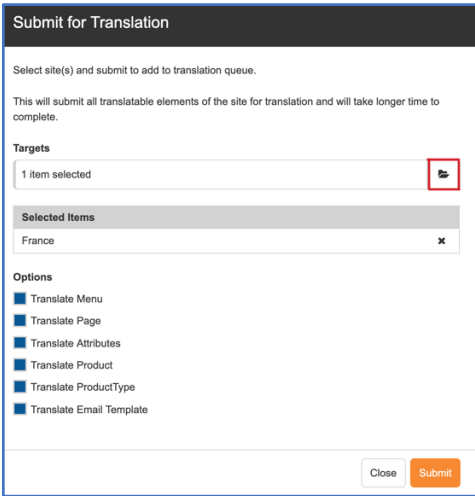 Submit for Translation
Select site(s) and submit to add to translation queue.
This will submit all translatable elements of the site for translation and will take longer time to
complete.
Targets
1 item selected
Selected Items
France
Options
Translate Menu
Translate Page
Translate Attributes
Translate Product
Translate ProductType
Translate Email Template
Close Submit